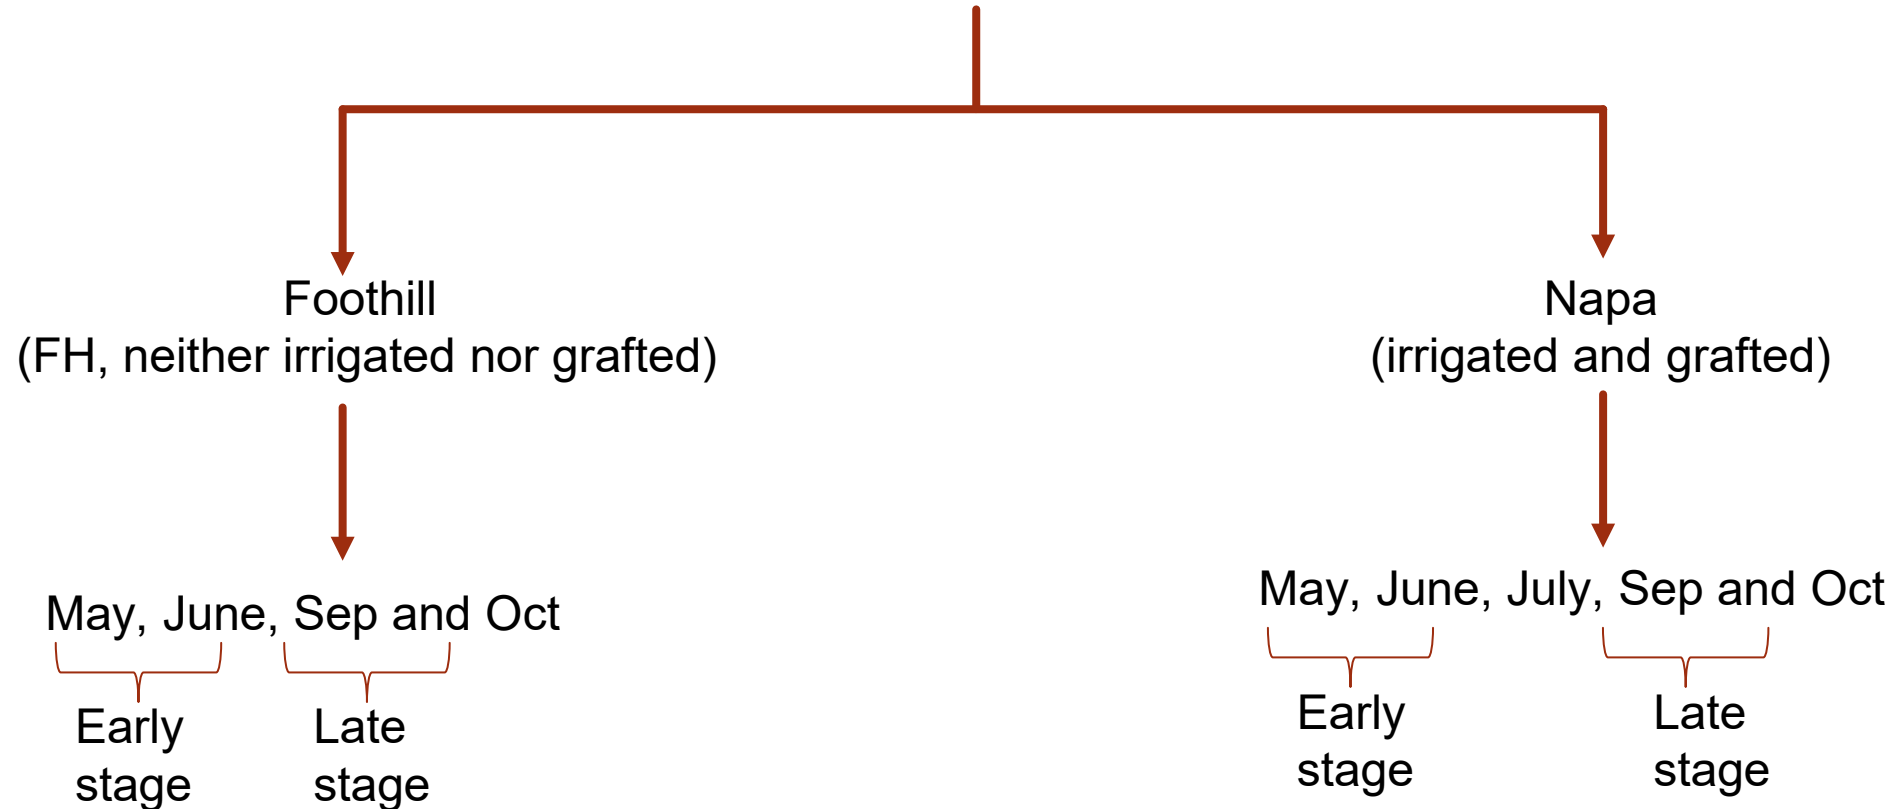 Foothill
(FH, neither irrigated nor grafted)
May, June, Sep and Oct
Early
stage
Late
stage
Napa
(irrigated and grafted)
May, June, July, Sep and Oct
Early
stage
Late
stage